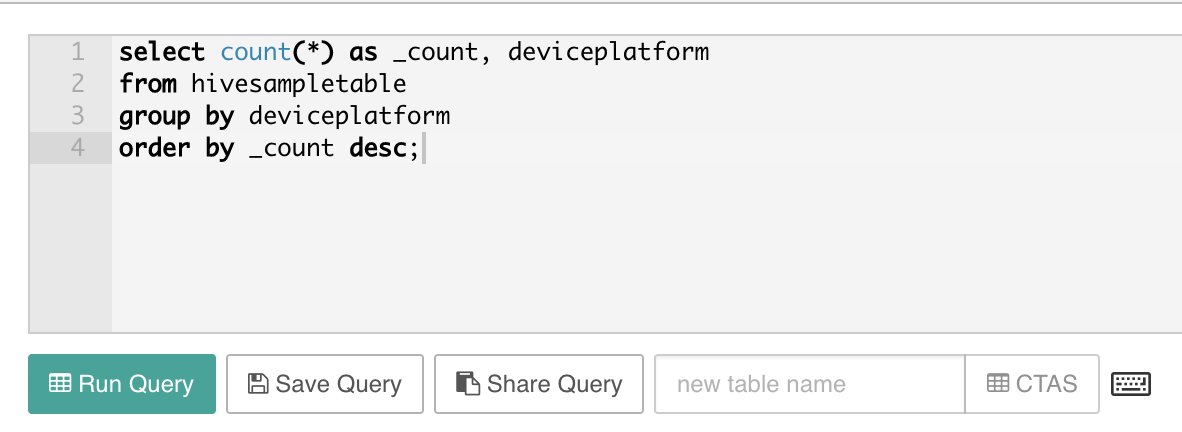 1 select count(*) as _count, deviceplatform
2 from hivesampletable
3 group by deviceplatform
4 order by _count desc;
Run Query Save Query Share Query new table name CTAS